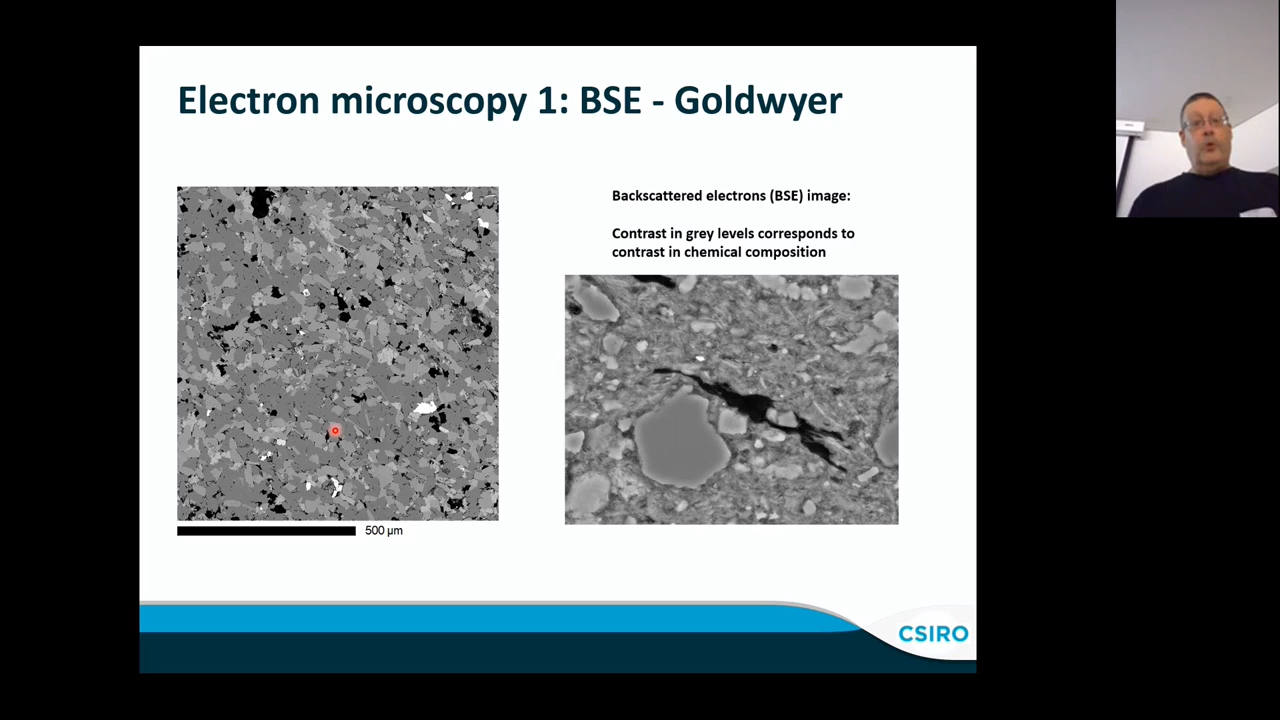 Electron microscopy 1: BSE - Goldwyer
Backscattered electrons (BSE) image:
Contrast in grey levels corresponds to
contrast in chemical composition
500 µm
CSIRO